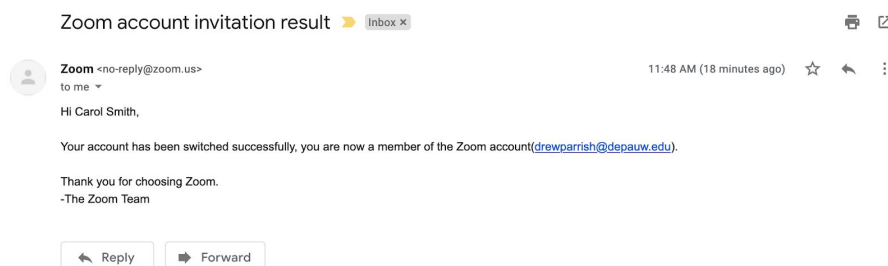 Zoom account invitation result Inbox ×
Zoom <no-reply@zoom.us> 11:48 AM (18 minutes ago)
to me
Hi Carol Smith,
Your account has been switched successfully, you are now a member of the Zoom account(drewparrish@depauw.edu).
Thank you for choosing Zoom.
-The Zoom Team
Reply Forward